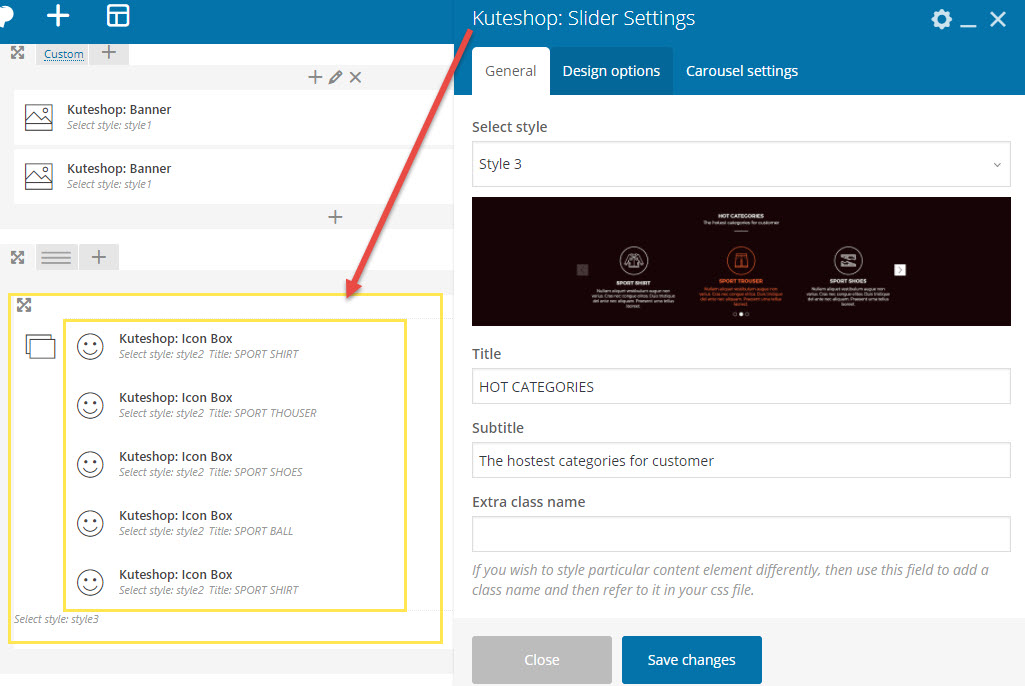 Kuteshop: Slider Settings
Custom
General
Design options
Carousel settings
Kuteshop: Banner
Select style: style1
Kuteshop: Banner
Select style: style1
Kuteshop: Icon Box
Select style: style2 Title: SPORT SHIRT
Kuteshop: Icon Box
Select style: style2 Title: SPORT THOUSER
Kuteshop: Icon Box
Select style: style2 Title: SPORT SHOES
Kuteshop: Icon Box
Select style: style2 Title: SPORT BALL
Kuteshop: Icon Box
Select style: style2 Title: SPORT SHIRT
Select style: style3
Select style
Style 3
HOT CATEGORIES
The hotest categories for customer
SPORT SHIRT
SPORT TROUSER
SPORT SHOES
Title
HOT CATEGORIES
Subtitle
The hostest categories for customer
Extra class name
If you wish to style particular content element differently, then use this field to add a
class name and then refer to it in your css file.
Close
Save changes